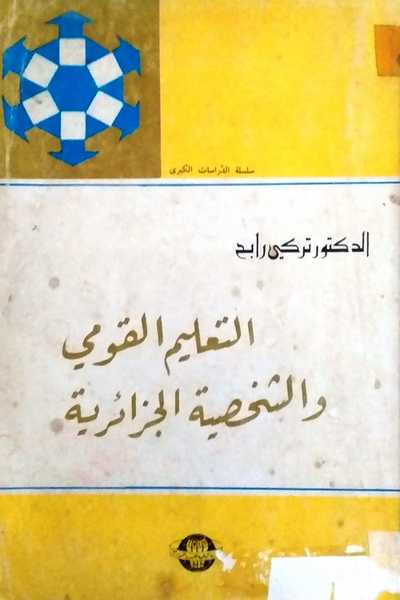 سلسلة الدراسات الكبرى
الدكتور تركي رابح
التعليم القومي
والشخصية الجزائرية